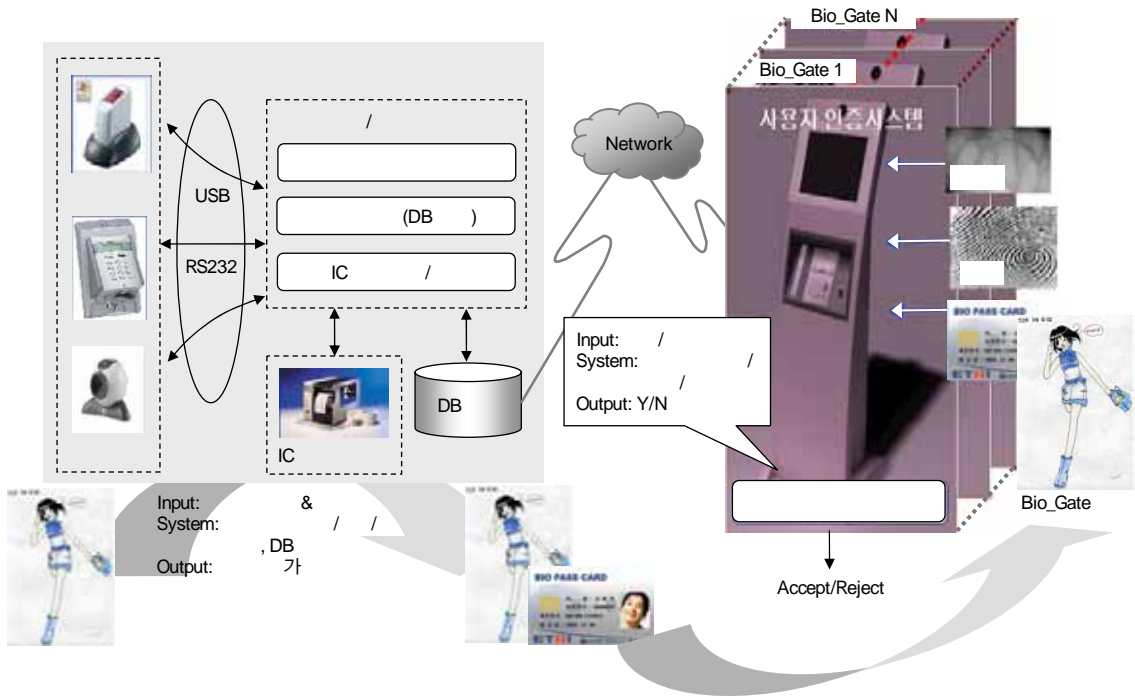 Bio_Gate N
Bio_Gate 1
사용자 인증시스템
/
(DB )
IC /
USB
RS232
Network
DB
IC
Input: /
System: /
/
Output: Y/N
BIO PASS CARD
Bio_Gate
Accept/Reject
Input: &
System: / /
, DB
Output: 가
BIO PASS CARD
ETRI